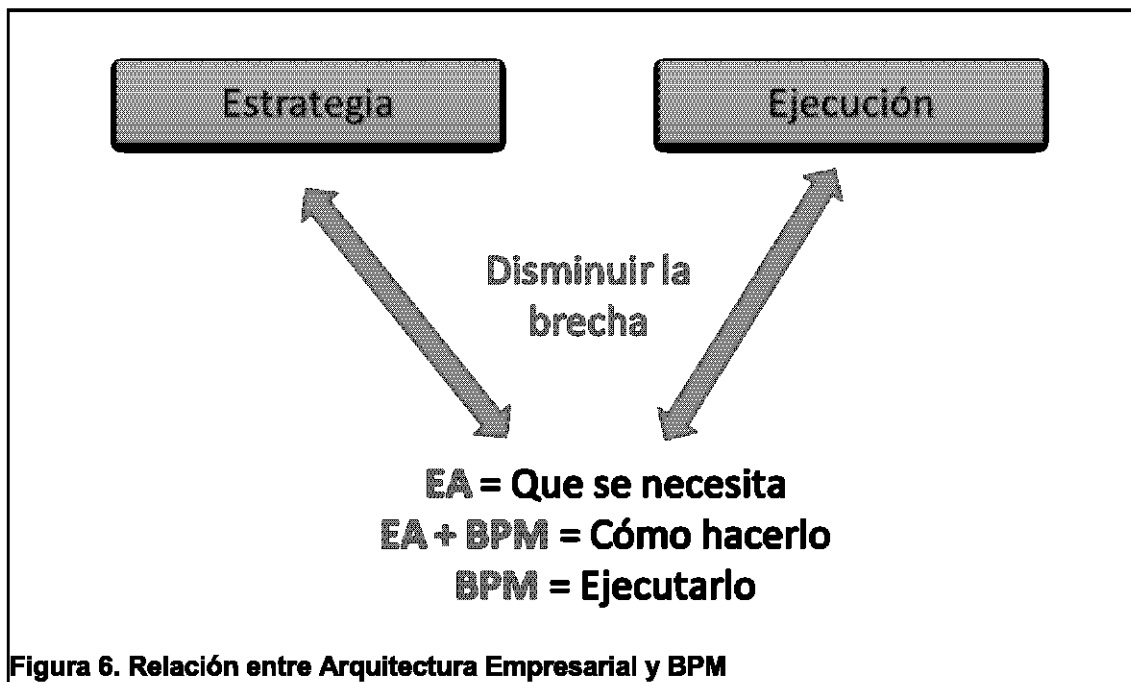 Estrategia
Ejecución
Disminuir la
brecha
EA = Que se necesita
EA + BPM = Cómo hacerlo
BPM = Ejecutarlo
Figura 6. Relación entre Arquitectura Empresarial y BPM